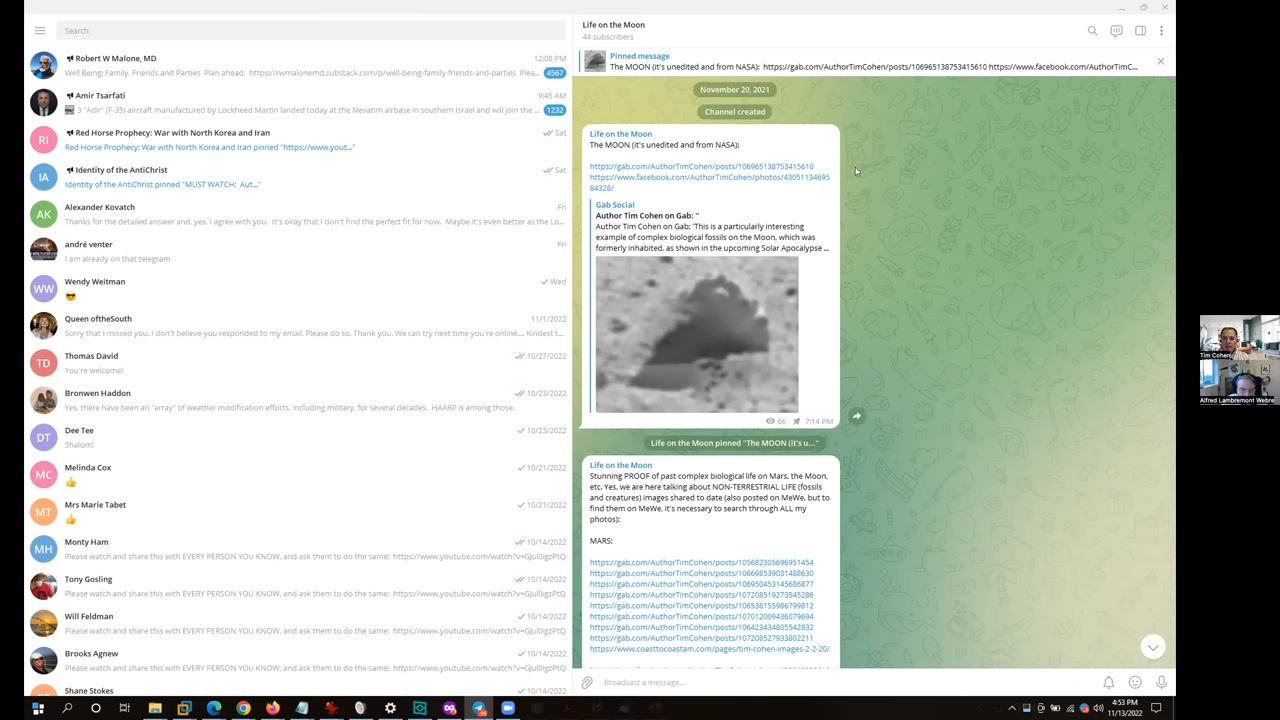 Search
Robert W Malone, MD
12:08 PM
Well Being: Family, Friends and Parties Plan ahead. https://rwmalonemd.substack.com/p/well-being-family-friends-and-parties Plea...
4567
Amir Tsarfati
9:45 AM
3 "Adir" (F-35) aircraft manufactured by Lockheed Martin landed today at the Nevatim airbase in southern Israel and will join the ...
1232
Red Horse Prophecy: War with North Korea and Iran
Sat
Red Horse Prophecy: War with North Korea and Iran pinned "https://www.yout..."
Identity of the AntiChrist
Sat
Identity of the AntiChrist pinned "MUST WATCH: Aut..."
Alexander Kovatch
Fri
Thanks for the detailed answer and, yes, I agree with you. It's okay that I don't find the perfect fit for now. Maybe it's even better as the Lo...
andré venter
Fri
I am already on that telegram
Wendy Weitman
Wed
Queen oftheSouth
11/1/2022
Sorry that I missed you. I don't believe you responded to my email. Please do so. Thank you. We can try next time you're online.... Kindest t...
Thomas David
10/27/2022
You're welcome!
Bronwen Haddon
10/23/2022
Yes, there have been an "array" of weather modification efforts, including military, for several decades. HAARP is among those.
Dee Tee
10/23/2022
Shalom!
Melinda Cox
10/21/2022
Mrs Marie Tabet
10/21/2022
Monty Ham
10/14/2022
Please watch and share this with EVERY PERSON YOU KNOW, and ask them to do the same: https://www.youtube.com/watch?v=GJul0igzPtQ
Tony Gosling
10/14/2022
Please watch and share this with EVERY PERSON YOU KNOW, and ask them to do the same: https://www.youtube.com/watch?v=GJul0igzPtQ
Will Feldman
10/14/2022
Please watch and share this with EVERY PERSON YOU KNOW, and ask them to do the same: https://www.youtube.com/watch?v=GJul0igzPtQ
Brooks Agnew
10/14/2022
Please watch and share this with EVERY PERSON YOU KNOW, and ask them to do the same: https://www.youtube.com/watch?v=GJul0igzPtQ
Shane Stokes
10/14/2022
RI
IA
AK
WW
TD
DT
MC
MT
MH
Life on the Moon
44 subscribers
Pinned message
The MOON (it's unedited and from NASA): https://gab.com/AuthorTimCohen/posts/106965138753415610 https://www.facebook.com/AuthorTimC...
November 20, 2021
Channel created
Life on the Moon
The MOON (it's unedited and from NASA):
https://gab.com/AuthorTimCohen/posts/106965138753415610
https://www.facebook.com/AuthorTimCohen/photos/43051134695
84328/
Gab Social
Author Tim Cohen on Gab: ''
Author Tim Cohen on Gab: 'This is a particularly interesting
example of complex biological fossils on the Moon, which was
formerly inhabited, as shown in the upcoming Solar Apocalypse ...
66 7:14 PM
Life on the Moon pinned "The MOON (it's u..."
Life on the Moon
Stunning PROOF of past complex biological life on Mars, the Moon,
etc. Yes, we are here talking about NON-TERRESTRIAL LIFE (fossils
and creatures) images shared to date (also posted on MeWe, but to
find them on MeWe, it's necessary to search through ALL my
photos):
MARS:
https://gab.com/AuthorTimCohen/posts/105682305696951454
https://gab.com/AuthorTimCohen/posts/106698539031488630
https://gab.com/AuthorTimCohen/posts/106950453145686877
https://gab.com/AuthorTimCohen/posts/107208519273545286
https://gab.com/AuthorTimCohen/posts/106536155986799812
https://gab.com/AuthorTimCohen/posts/107012009436079694
https://gab.com/AuthorTimCohen/posts/106423434805542832
https://gab.com/AuthorTimCohen/posts/107208527933802211
https://www.coasttocoastam.com/pages/tim-cohen-images-2-2-20/
Broadcast a message...
Tim Cohen
Alfred Lambremont Webre
4:53 PM
11/13/2022